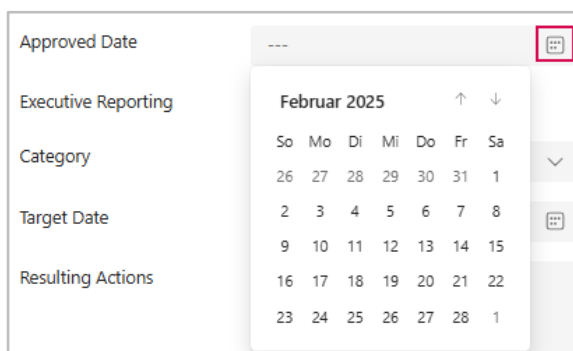 Approved Date
---
Executive Reporting
Februar 2025
Category
So Mo Di Mi Do Fr Sa
26 27 28 29 30 31 1
Target Date
2 3 4 5 6 7 8
9 10 11 12 13 14 15
Resulting Actions
16 17 18 19 20 21 22
23 24 25 26 27 28 1